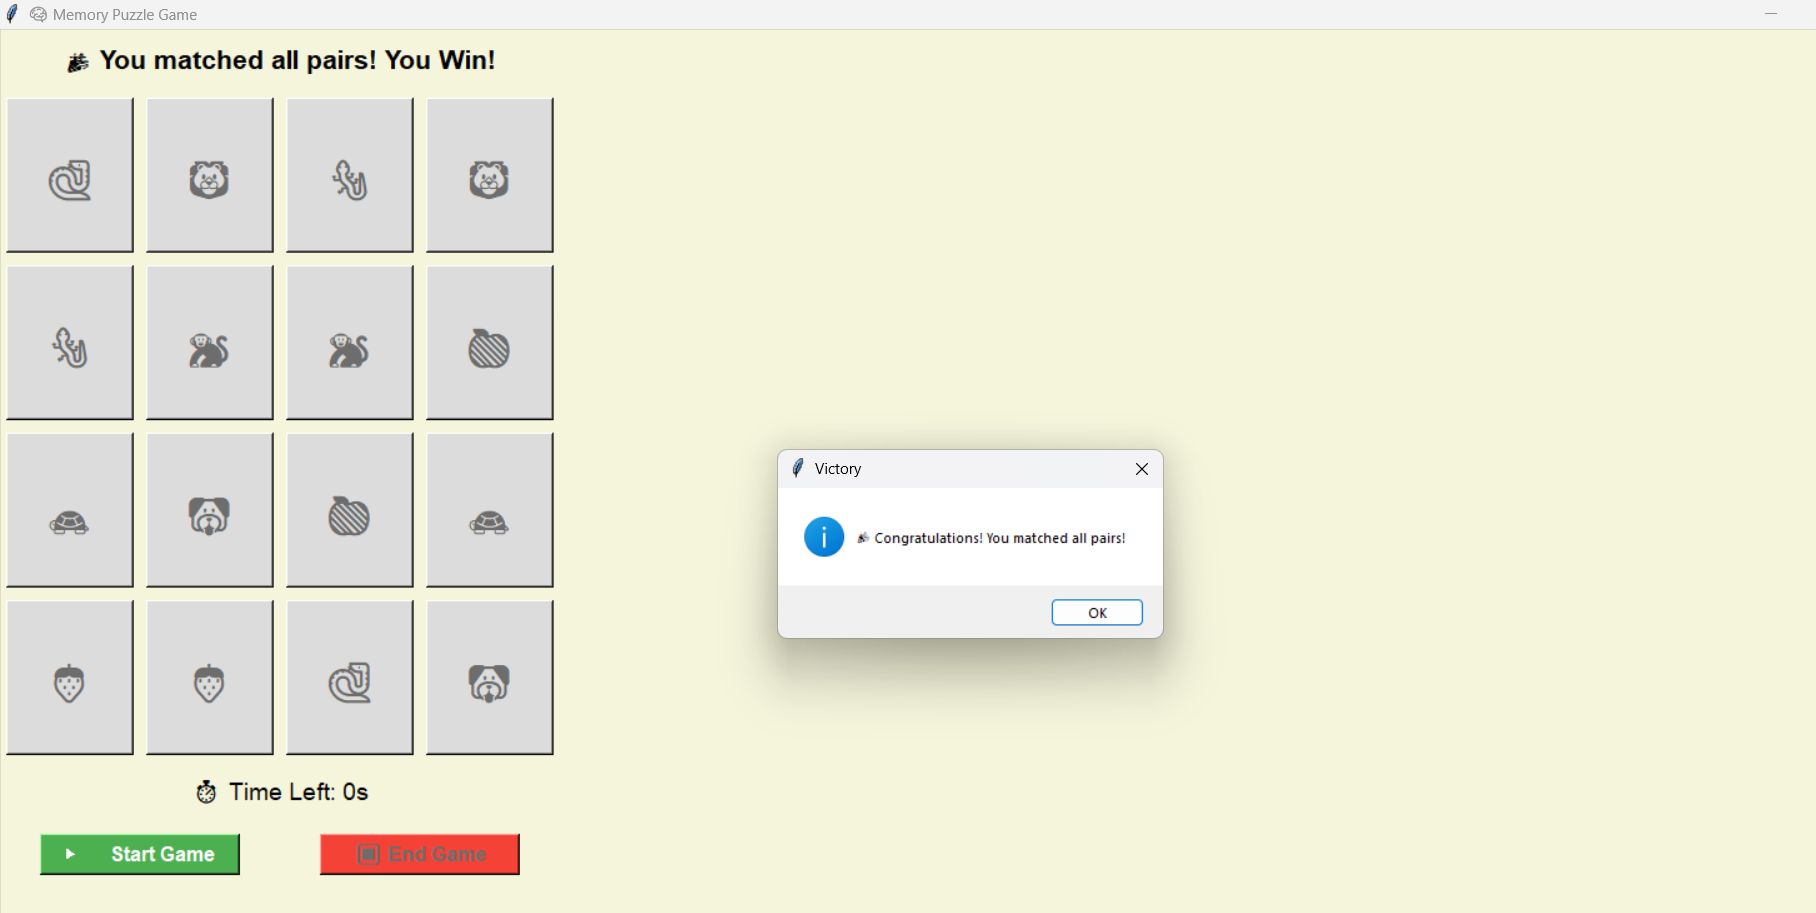 Memory Puzzle Game
You matched all pairs! You Win!
Victory
Congratulations! You matched all pairs!
OK
Time Left: 0s
Start Game
End Game